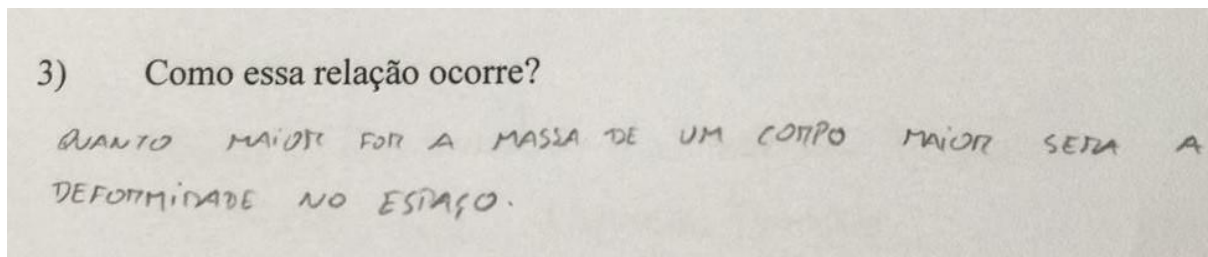 3) Como essa relação ocorre?
QUANTO MAIOR FOR A MASSA DE UM CORPO MAIOR SERA A
DEFORMIDADE NO ESPAÇO.